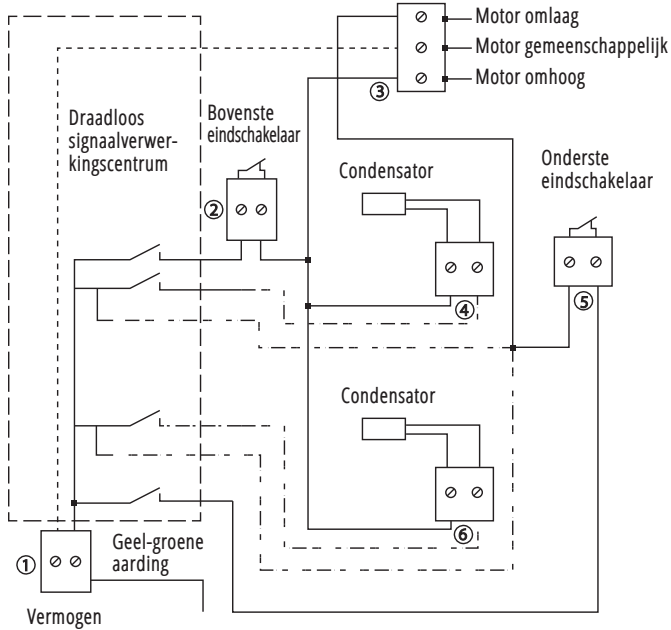 Motor omlaag
Motor gemeenschappelijk
Motor omhoog
③
Draadloos
signaalverwer-
kingscentrum
Bovenste
eindschakelaar
②
Condensator
④
Onderste
eindschakelaar
⑤
Condensator
⑥
①
Geel-groene
aarding
Vermogen